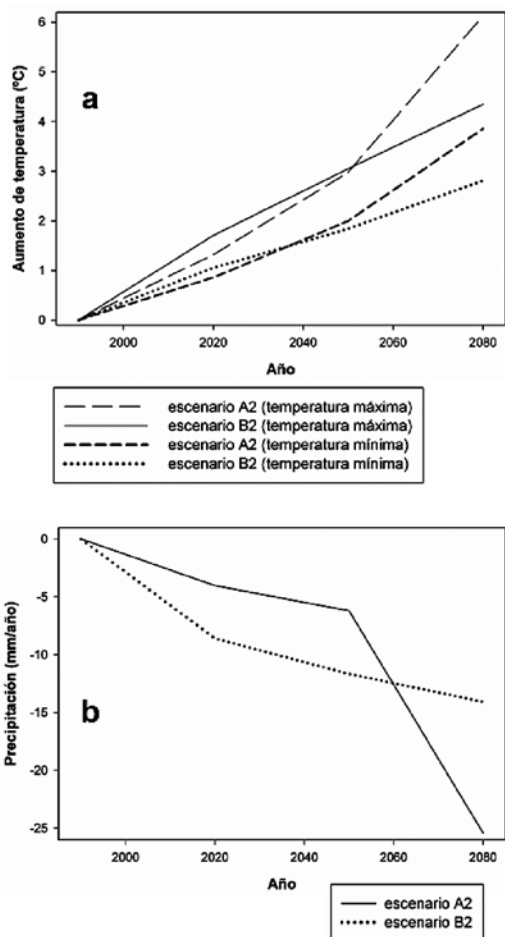 6
5
4
3
2
1
0
Aumento de temperatura (ºC)
a
2000 2020 2040 2060 2080
Año
escenario A2 (temperatura máxima)
escenario B2 (temperatura máxima)
escenario A2 (temperatura mínima)
escenario B2 (temperatura mínima)
0
-5
-10
-15
-20
-25
Precipitación (mm/año)
b
2000 2020 2040 2060 2080
Año
escenario A2
escenario B2